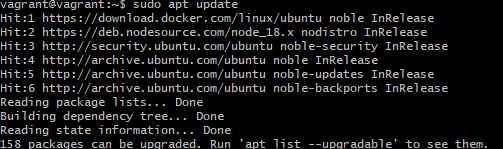 vagrant@vagrant:~$ sudo apt update
Hit:1 https://download.docker.com/linux/ubuntu noble InRelease
Hit:2 https://deb.nodesource.com/node_18.x nodistro InRelease
Hit:3 http://security.ubuntu.com/ubuntu noble-security InRelease
Hit:4 http://archive.ubuntu.com/ubuntu noble InRelease
Hit:5 http://archive.ubuntu.com/ubuntu noble-updates InRelease
Hit:6 http://archive.ubuntu.com/ubuntu noble-backports InRelease
Reading package lists... Done
Building dependency tree... Done
Reading state information... Done
158 packages can be upgraded. Run 'apt list --upgradable' to see them.